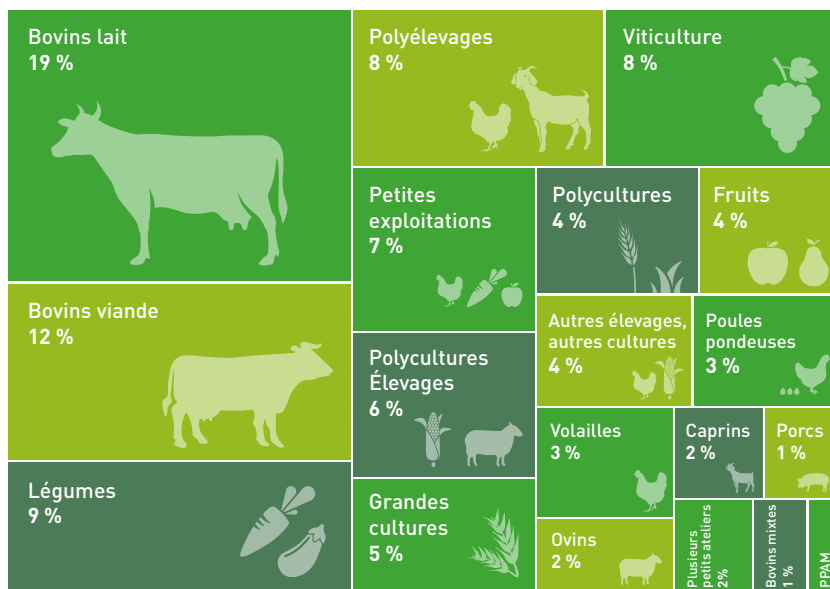 Bovins lait
19 %
Polyélevages
8 %
Viticulture
8 %
Petites
exploitations
7 %
Polycultures
4 %
Fruits
4 %
Bovins viande
12 %
Autres élevages,
autres cultures
4 %
Poules
pondeuses
3 %
Polycultures
Élevages
6 %
Volailles
3 %
Caprins
2 %
Porcs
1 %
Légumes
9 %
Grandes
cultures
5 %
Ovins
2 %
Plusieurs
petits ateliers
2%
Bovins mixtes
1 %
PPAM